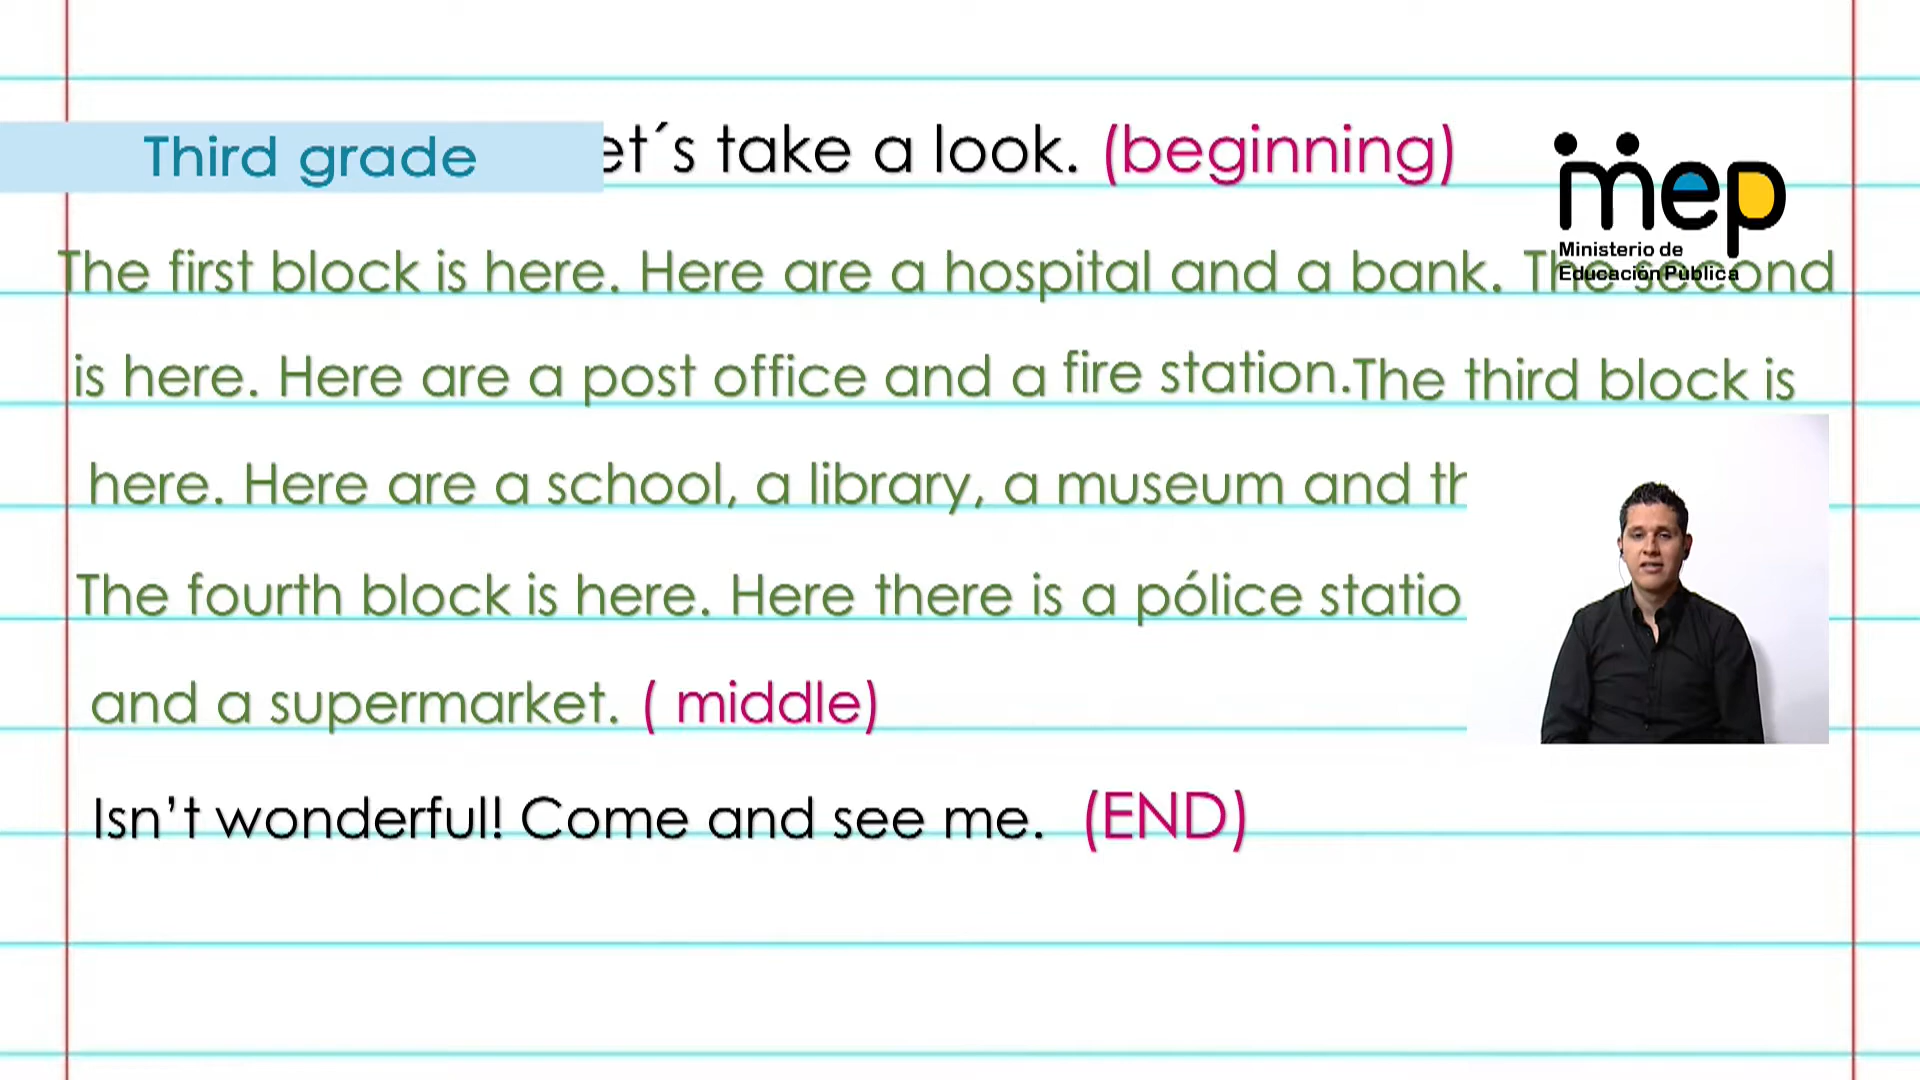 Third grade
et´s take a look. (beginning)
mep
Ministerio de
Educación Pública
The first block is here. Here are a hospital and a bank. The second
is here. Here are a post office and a fire station.The third block is
here. Here are a school, a library, a museum and
The fourth block is here. Here there is a pólice statio
and a supermarket. ( middle)
Isn’t wonderful! Come and see me. (END)